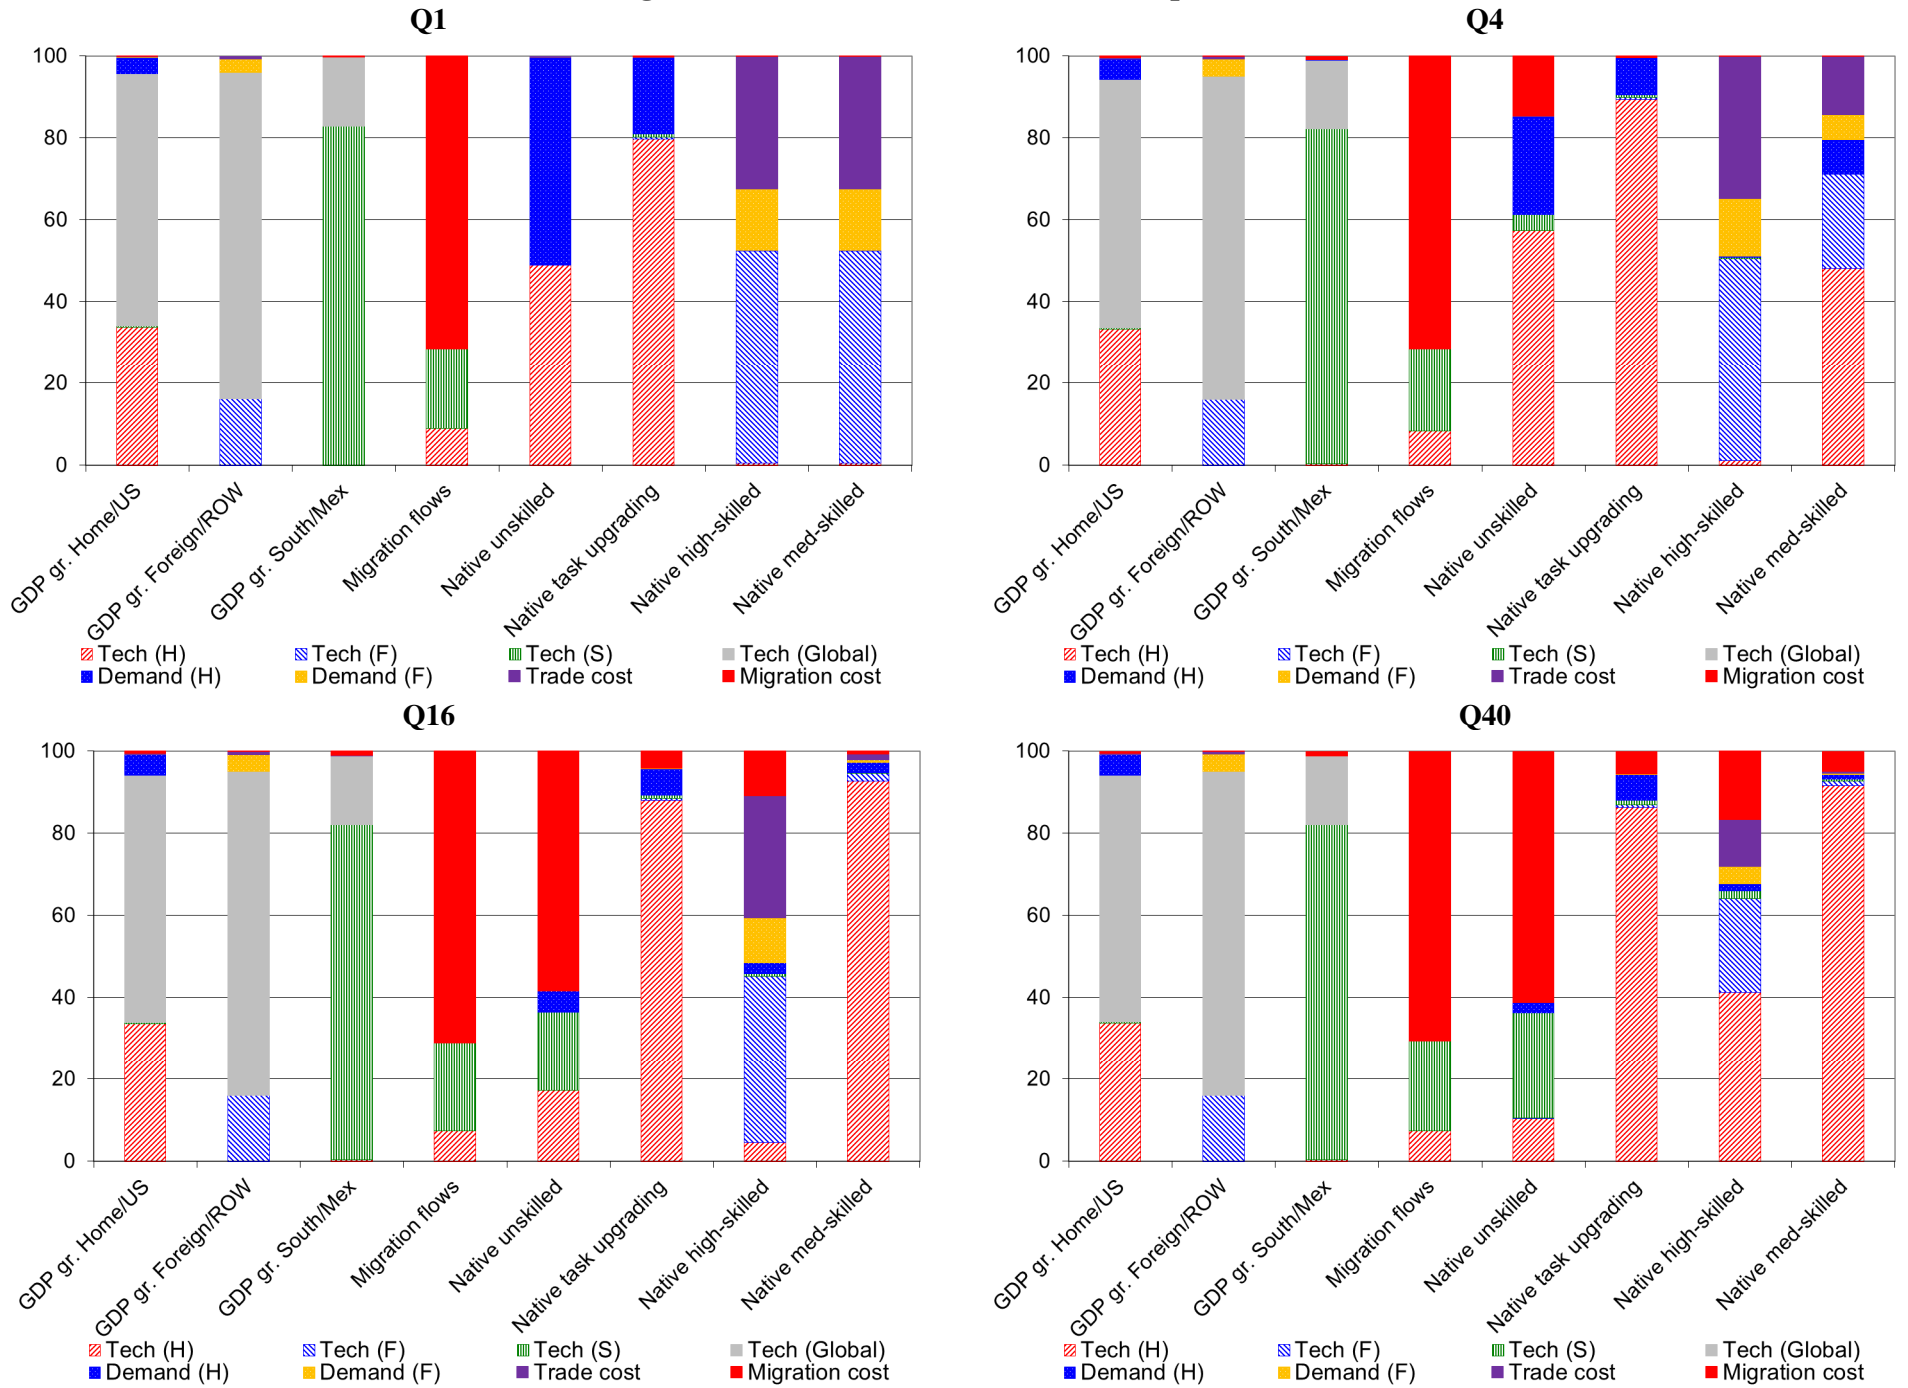 Q1
100
80
60
40
20
0
GDP gr. Home/US
GDP gr. Foreign/ROW
GDP gr. South/Mex
Migration flows
Native unskilled
Native task upgrading
Native high-skilled
Native med-skilled
Tech (H) Tech (F) Tech (S) Tech (Global)
Demand (H) Demand (F) Trade cost Migration cost
Q4
100
80
60
40
20
0
GDP gr. Home/US
GDP gr. Foreign/ROW
GDP gr. South/Mex
Migration flows
Native unskilled
Native task upgrading
Native high-skilled
Native med-skilled
Tech (H) Tech (F) Tech (S) Tech (Global)
Demand (H) Demand (F) Trade cost Migration cost
Q16
100
80
60
40
20
0
GDP gr. Home/US
GDP gr. Foreign/ROW
GDP gr. South/Mex
Migration flows
Native unskilled
Native task upgrading
Native high-skilled
Native med-skilled
Tech (H) Tech (F) Tech (S) Tech (Global)
Demand (H) Demand (F) Trade cost Migration cost
Q40
100
80
60
40
20
0
GDP gr. Home/US
GDP gr. Foreign/ROW
GDP gr. South/Mex
Migration flows
Native unskilled
Native task upgrading
Native high-skilled
Native med-skilled
Tech (H) Tech (F) Tech (S) Tech (Global)
Demand (H) Demand (F) Trade cost Migration cost